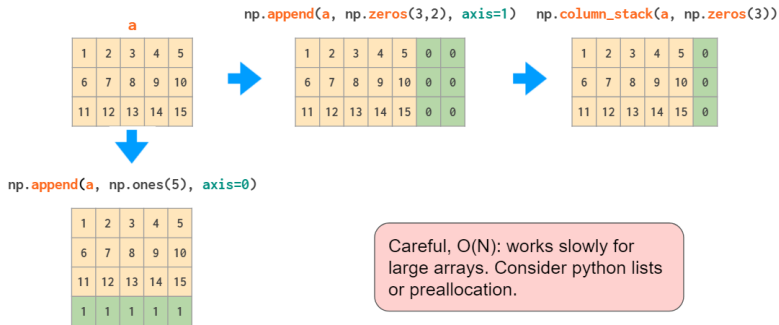 a
1 2 3 4 5
6 7 8 9 10
11 12 13 14 15
np.append(a, np.zeros(3,2), axis=1)
1 2 3 4 5 0 0
6 7 8 9 10 0 0
11 12 13 14 15 0 0
np.column_stack(a, np.zeros(3))
1 2 3 4 5 0
6 7 8 9 10 0
11 12 13 14 15 0
np.append(a, np.ones(5), axis=0)
1 2 3 4 5
6 7 8 9 10
11 12 13 14 15
1 1 1 1 1
Careful, O(N): works slowly for
large arrays. Consider python lists
or preallocation.